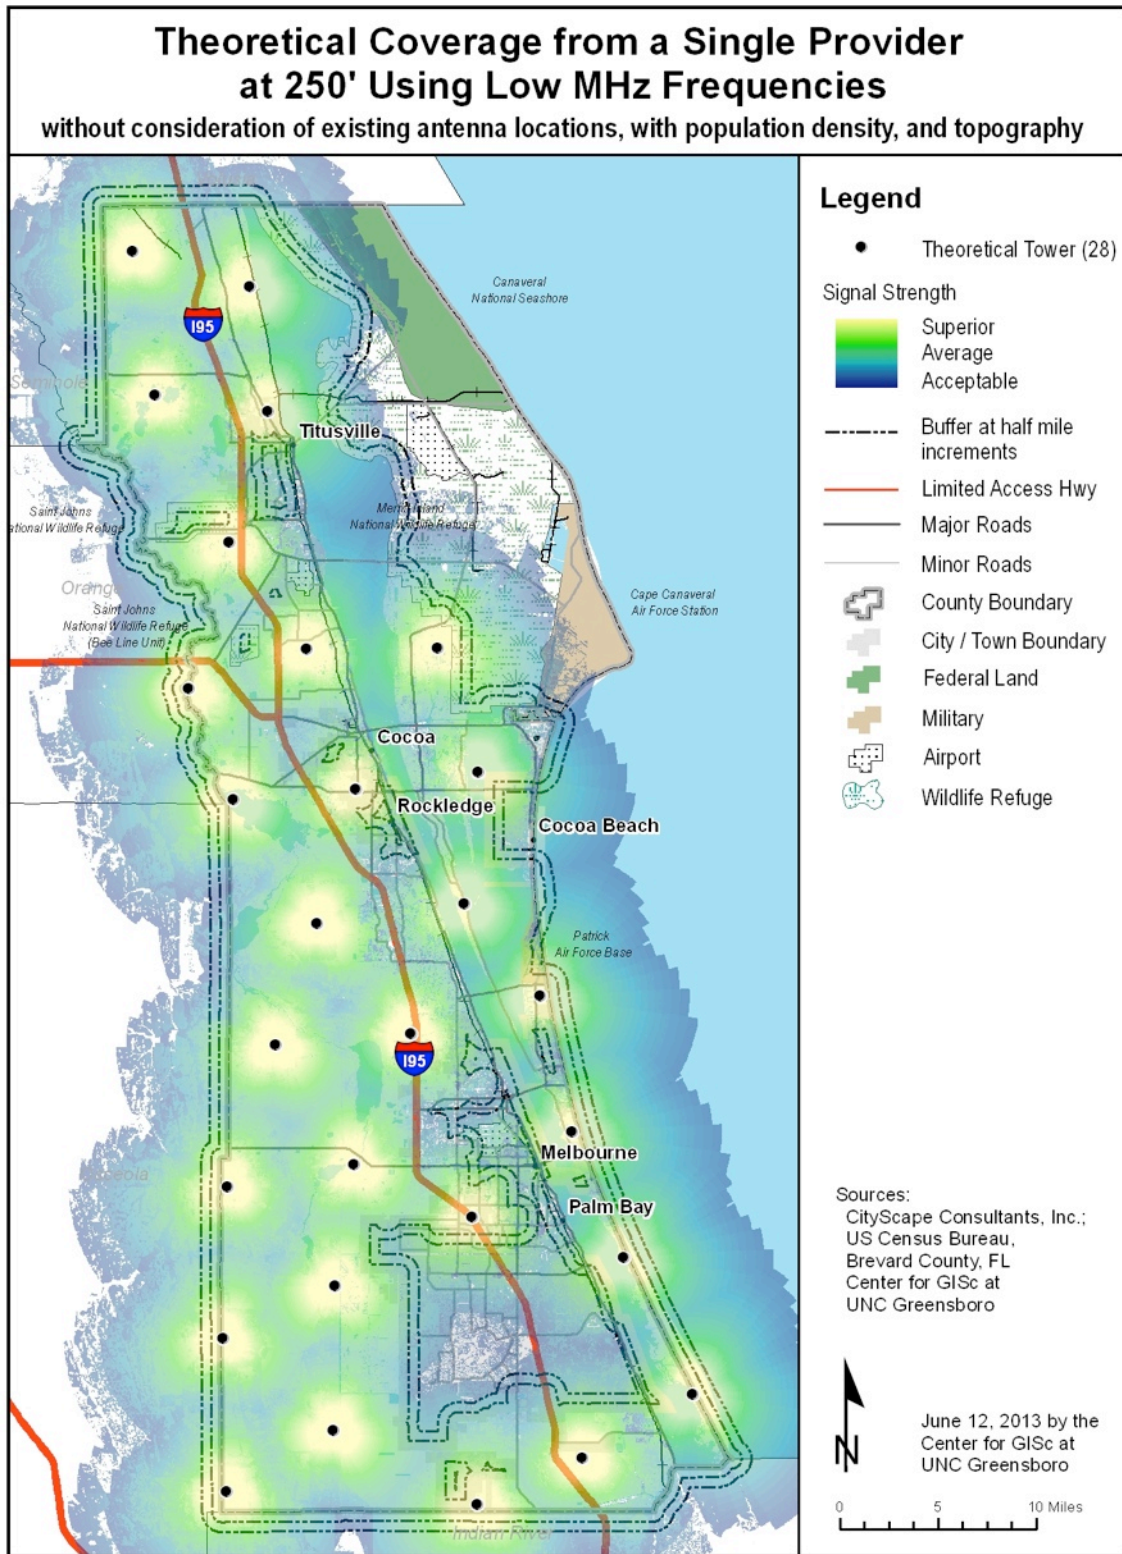 Theoretical Coverage from a Single Provider
at 250' Using Low MHz Frequencies
without consideration of existing antenna locations, with population density, and topography
Canaveral
National Seashore
I95
Seminole
Titusville
Saint Johns
National Wildlife Refuge
Merritt Island
National Wildlife Refuge
Orange
Saint Johns
National Wildlife Refuge
(Bee Line Unit)
Cape Canaveral
Air Force Station
Cocoa
Rockledge
Cocoa Beach
Patrick
Air Force Base
I95
Melbourne
Palm Bay
Indian River
Legend
Theoretical Tower (28)
Signal Strength
Superior
Average
Acceptable
Buffer at half mile
increments
Limited Access Hwy
Major Roads
Minor Roads
County Boundary
City / Town Boundary
Federal Land
Military
Airport
Wildlife Refuge
Sources:
CityScape Consultants, Inc.;
US Census Bureau,
Brevard County, FL
Center for GISc at
UNC Greensboro
N
June 12, 2013 by the
Center for GISc at
UNC Greensboro
0 5 10 Miles